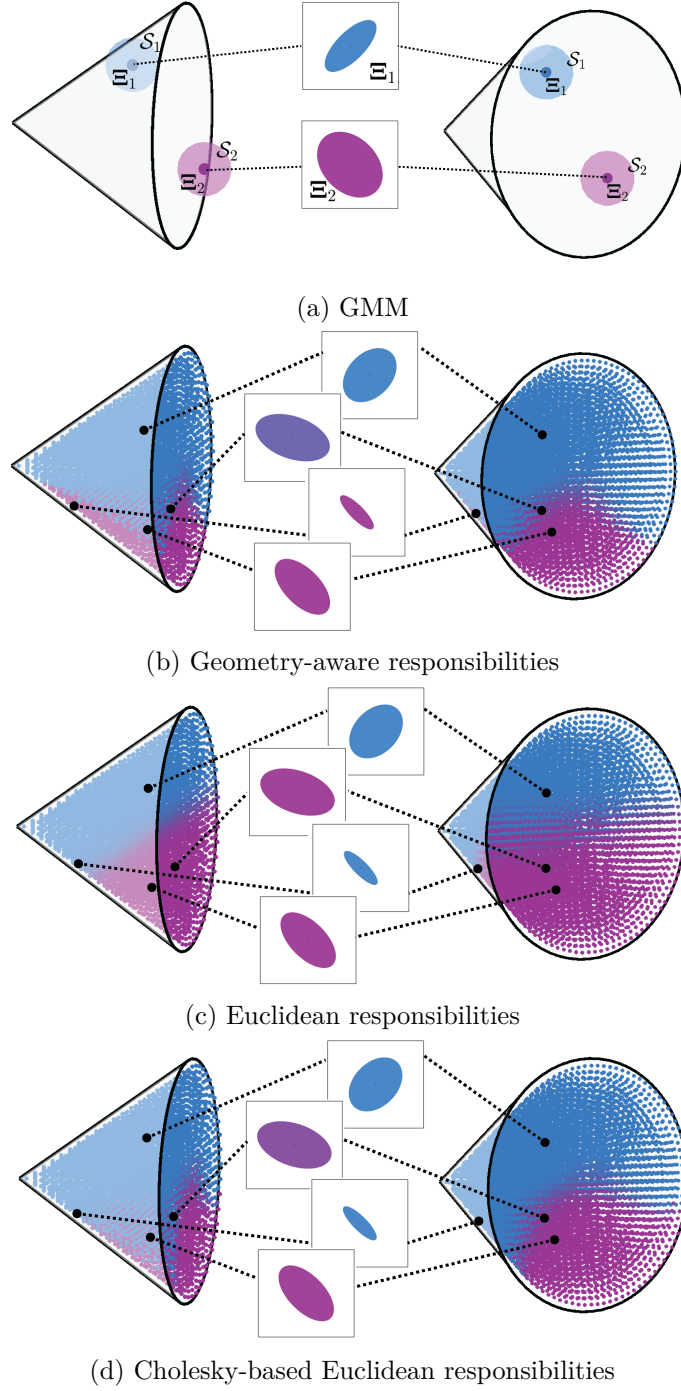 𝒮₁
𝚵₁
𝚵₁
𝒮₁
𝚵₁
𝒮₂
𝚵₂
𝚵₂
𝒮₂
𝚵₂
(a) GMM
(b) Geometry-aware responsibilities
(c) Euclidean responsibilities
(d) Cholesky-based Euclidean responsibilities